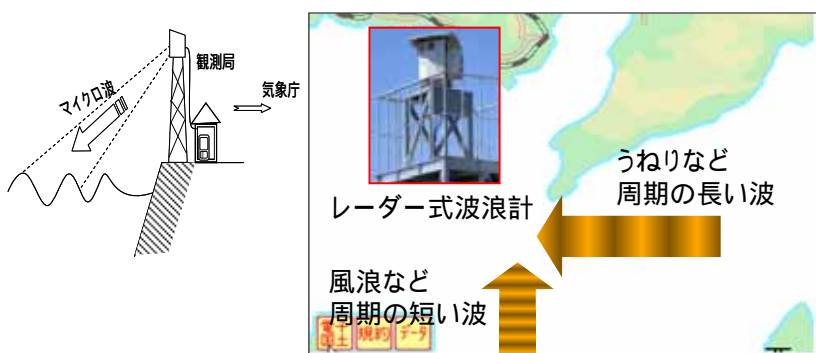 観測局
気象庁
マイクロ波
レーダー式波浪計
うねりなど
周期の長い波
風浪など
周期の短い波
規約
データ